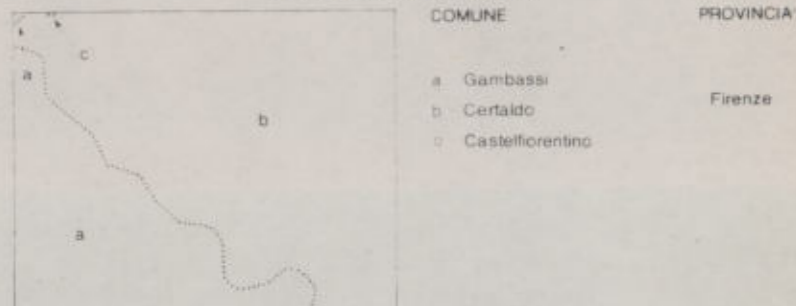 COMUNE PROVINCIA
c
a
a Gambassi
b Certaldo
Firenze
b
c Castelfiorentino
a